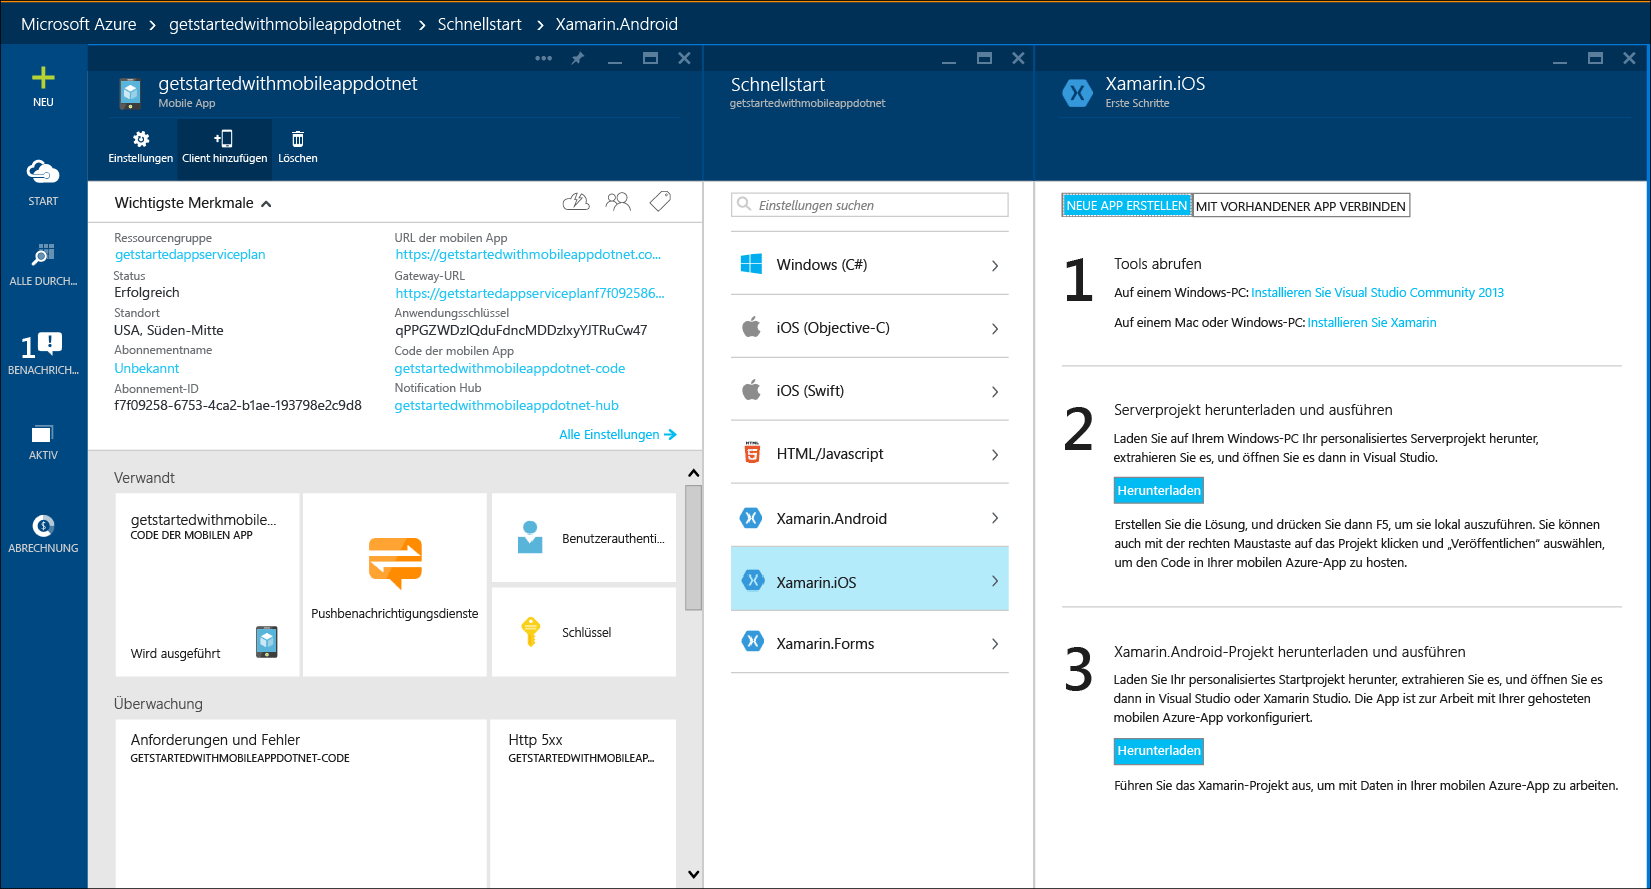 Microsoft Azure > getstartedwithmobileappdotnet > Schnellstart > Xamarin.Android
NEU
START
ALLE DURCH...
1
BENACHRICH...
AKTIV
ABRECHNUNG
getstartedwithmobileappdotnet
Mobile App
Einstellungen
Client hinzufügen
Löschen
Wichtigste Merkmale
Ressourcengruppe
getstartedappserviceplan
Status
Erfolgreich
Standort
USA, Süden-Mitte
Abonnementname
Unbekannt
Abonnement-ID
f7f09258-6753-4ca2-b1ae-193798e2c9d8
URL der mobilen App
https://getstartedwithmobileappdotnet.co...
Gateway-URL
https://getstartedappserviceplanf7f092586...
Anwendungsschlüssel
qPPGZWDzlQduFdncMDDzlxyYJTRuCw47
Code der mobilen App
getstartedwithmobileappdotnet-code
Notification Hub
getstartedwithmobileappdotnet-hub
Alle Einstellungen
Verwandt
getstartedwithmobile...
CODE DER MOBILEN APP
Wird ausgeführt
Pushbenachrichtigungsdienste
Benutzerauthenti...
Schlüssel
Überwachung
Anforderungen und Fehler
GETSTARTEDWITHMOBILEAPPDOTNET-CODE
Http 5xx
GETSTARTEDWITHMOBILEAP...
Schnellstart
getstartedwithmobileappdotnet
Einstellungen suchen
Windows (C#)
iOS (Objective-C)
iOS (Swift)
HTML
5
HTML/Javascript
Xamarin.Android
Xamarin.iOS
Xamarin.Forms
Xamarin.iOS
Erste Schritte
NEUE APP ERSTELLEN
MIT VORHANDENER APP VERBINDEN
1
Tools abrufen
Auf einem Windows-PC: Installieren Sie Visual Studio Community 2013
Auf einem Mac oder Windows-PC: Installieren Sie Xamarin
2
Serverprojekt herunterladen und ausführen
Laden Sie auf Ihrem Windows-PC Ihr personalisiertes Serverprojekt herunter,
extrahieren Sie es, und öffnen Sie es dann in Visual Studio.
Herunterladen
Erstellen Sie die Lösung, und drücken Sie dann F5, um sie lokal auszuführen. Sie können
auch mit der rechten Maustaste auf das Projekt klicken und „Veröffentlichen“ auswählen,
um den Code in Ihrer mobilen Azure-App zu hosten.
3
Xamarin.Android-Projekt herunterladen und ausführen
Laden Sie Ihr personalisiertes Startprojekt herunter, extrahieren Sie es, und öffnen Sie es
dann in Visual Studio oder Xamarin Studio. Die App ist zur Arbeit mit Ihrer gehosteten
mobilen Azure-App vorkonfiguriert.
Herunterladen
Führen Sie das Xamarin-Projekt aus, um mit Daten in Ihrer mobilen Azure-App zu arbeiten.